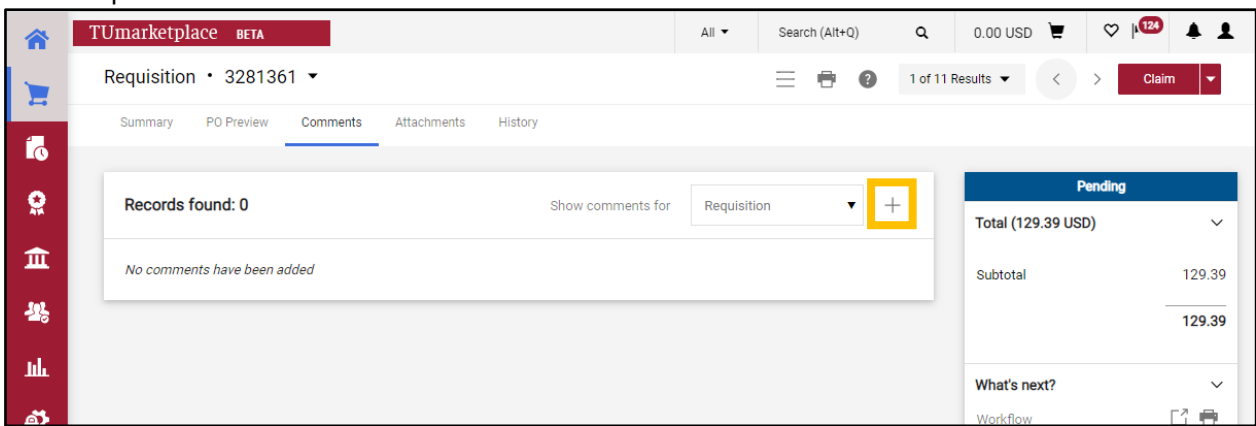 TUmarketplace BETA
All Search (Alt+Q) 0.00 USD 124
Requisition • 3281361 1 of 11 Results Claim
Summary PO Preview Comments Attachments History
Records found: 0 Show comments for Requisition
No comments have been added
Pending
Total (129.39 USD)
Subtotal 129.39
129.39
What's next?
Workflow